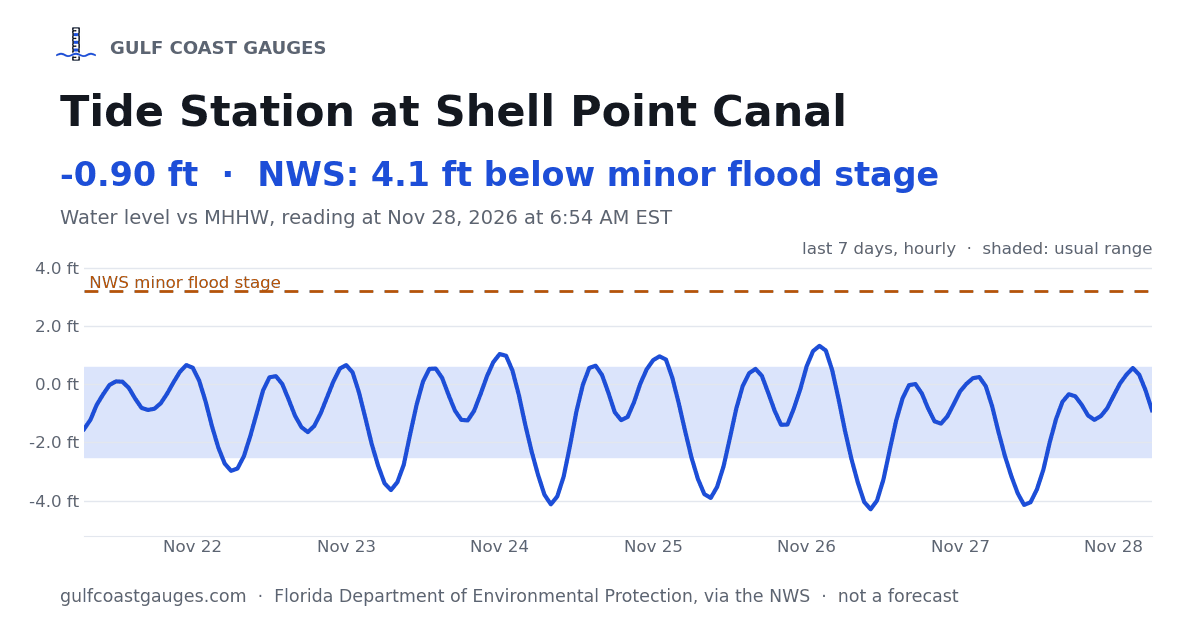 GULF COAST GAUGES
Tide Station at Shell Point Canal
-0.90 ft · NWS: 4.1 ft below minor flood stage
Water level vs MHHW, reading at Nov 28, 2026 at 6:54 AM EST
last 7 days, hourly · shaded: usual range
4.0 ft
NWS minor flood stage
2.0 ft
0.0 ft
-2.0 ft
-4.0 ft
Nov 22 Nov 23 Nov 24 Nov 25 Nov 26 Nov 27 Nov 28
gulfcoastgauges.com · Florida Department of Environmental Protection, via the NWS · not a forecast